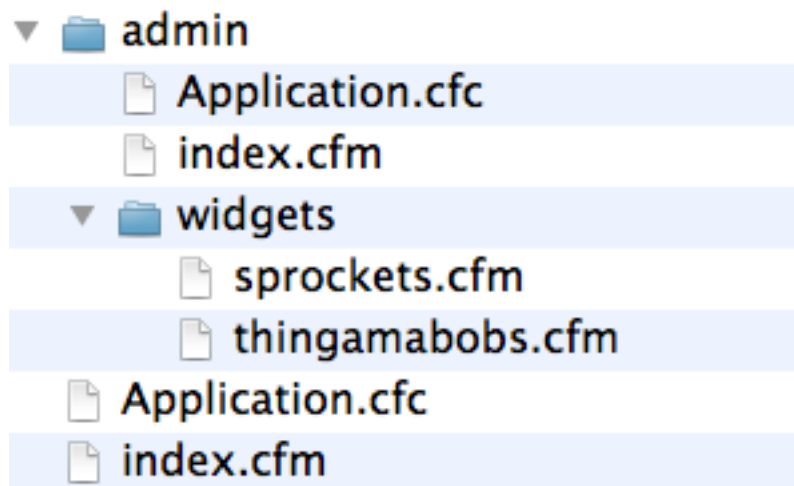 admin
Application.cfc
index.cfm
widgets
sprockets.cfm
thingamabobs.cfm
Application.cfc
index.cfm